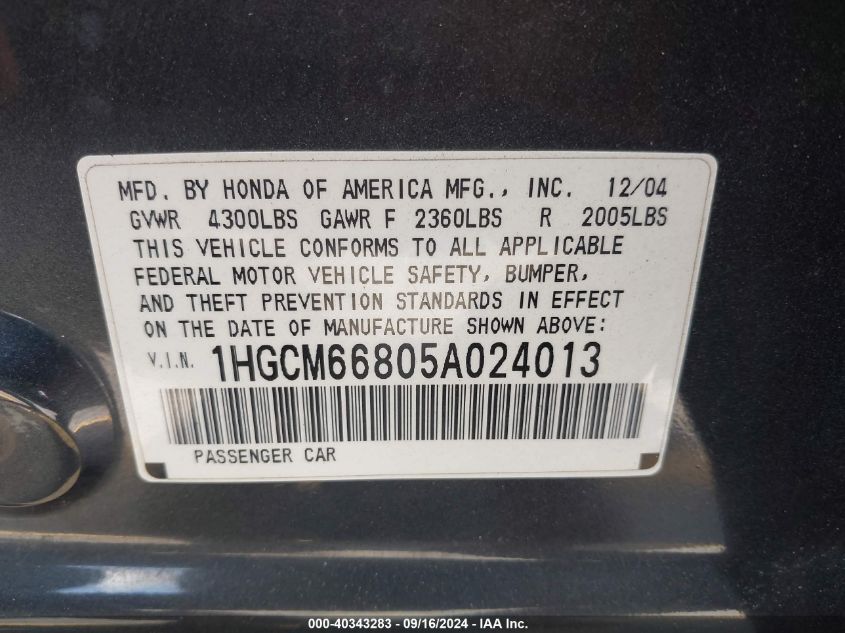 MFD. BY HONDA OF AMERICA MFG., INC. 12/04
GVWR 4300LBS GAWR F 2360LBS R 2005LBS
THIS VEHICLE CONFORMS TO ALL APPLICABLE
FEDERAL MOTOR VEHICLE SAFETY, BUMPER,
AND THEFT PREVENTION STANDARDS IN EFFECT
ON THE DATE OF MANUFACTURE SHOWN ABOVE:
V.I.N. 1HGCM66805A024013
PASSENGER CAR
000-40343283 - 09/16/2024 - IAA Inc.